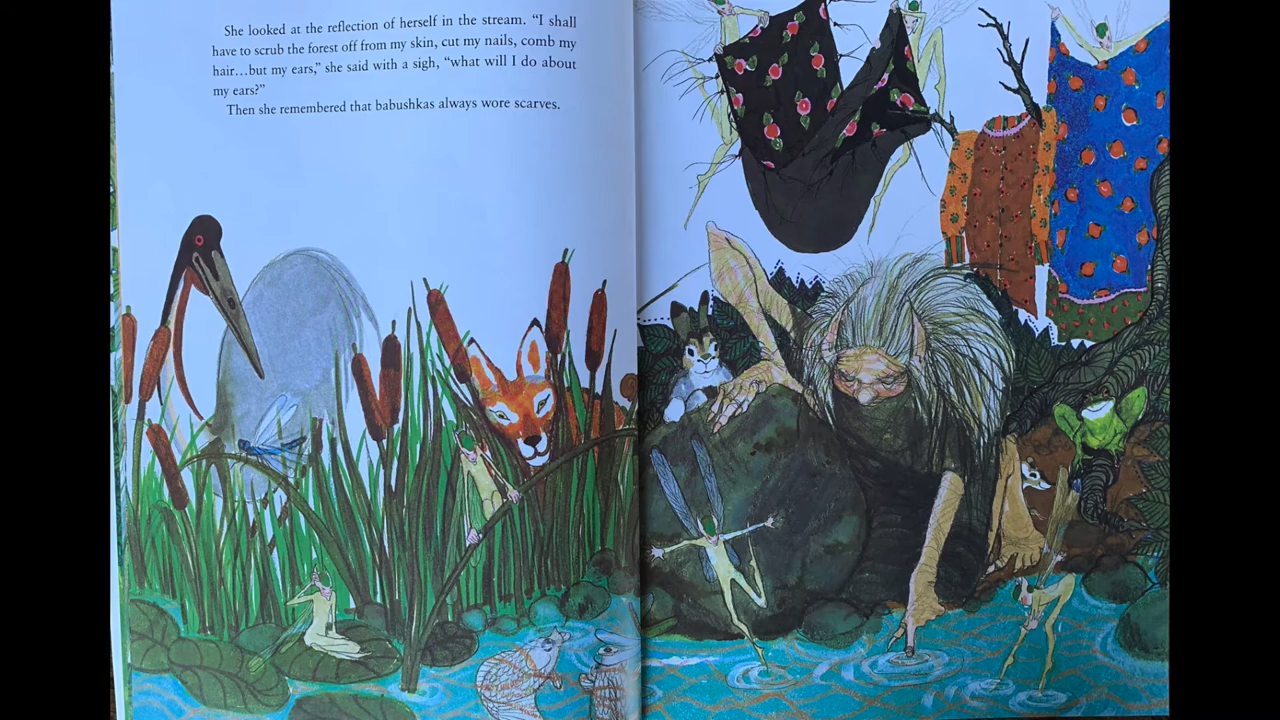 She looked at the reflection of herself in the stream. “I shall
have to scrub the forest off from my skin, cut my nails, comb my
hair...but my ears,” she said with a sigh, “what will I do about
my ears?”
Then she remembered that babushkas always wore scarves.